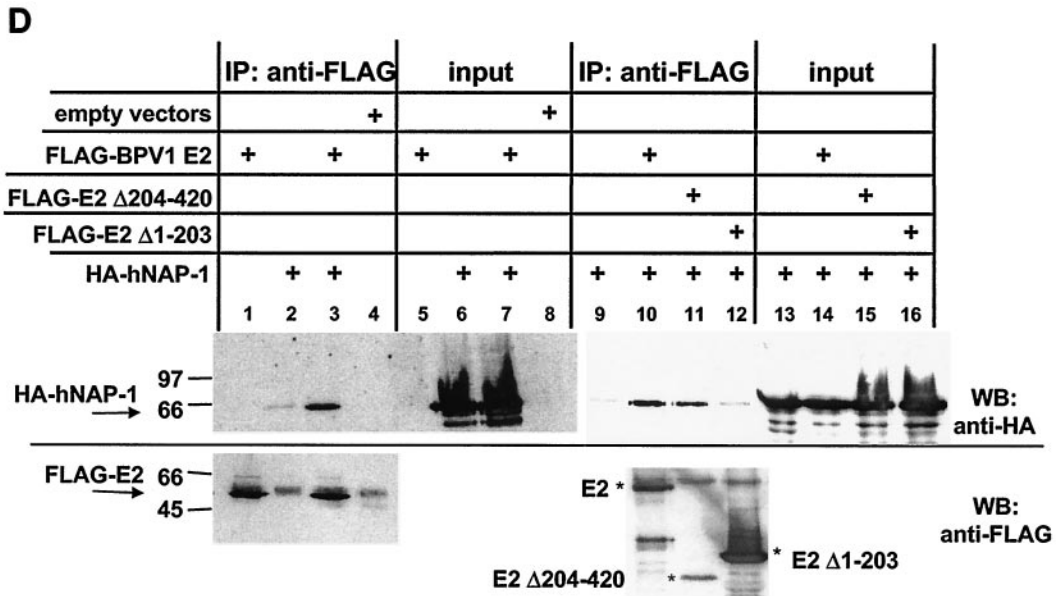 D
IP: anti-FLAG input IP: anti-FLAG input
empty vectors + +
FLAG-BPV1 E2 + + + + + +
FLAG-E2 Δ204-420 + +
FLAG-E2 Δ1-203 + +
HA-hNAP-1 + + + + + + + + + + + +
1 2 3 4 5 6 7 8 9 10 11 12 13 14 15 16
97
HA-hNAP-1 66
WB:
anti-HA
FLAG-E2 66
45
E2 *
WB:
anti-FLAG
* E2 Δ1-203
E2 Δ204-420 *